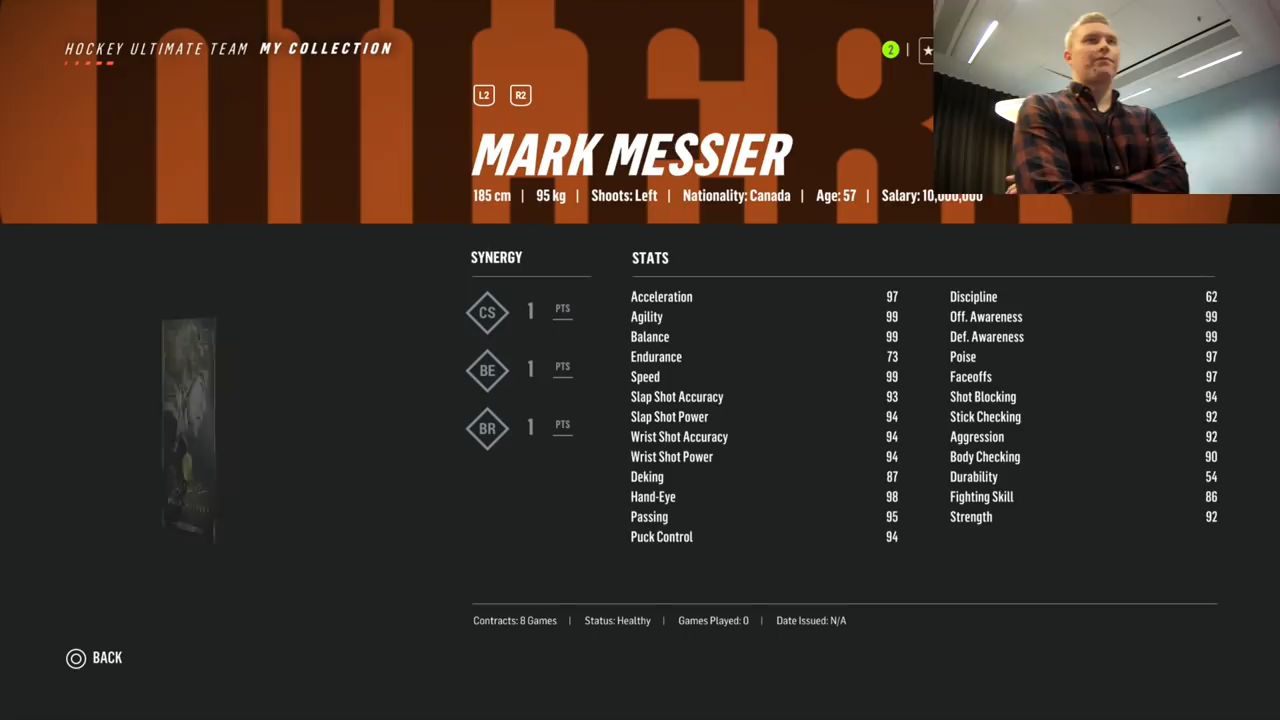 HOCKEY ULTIMATE TEAM MY COLLECTION
2 |
L2 R2
MARK MESSIER
185 cm | 95 kg | Shoots: Left | Nationality: Canada | Age: 57 | Salary: 10,000,000
SYNERGY
CS 1 PTS
BE 1 PTS
BR 1 PTS
STATS
Acceleration 97
Agility 99
Balance 99
Endurance 73
Speed 99
Slap Shot Accuracy 93
Slap Shot Power 94
Wrist Shot Accuracy 94
Wrist Shot Power 94
Deking 87
Hand-Eye 98
Passing 95
Puck Control 94
Discipline 62
Off. Awareness 99
Def. Awareness 99
Poise 97
Faceoffs 97
Shot Blocking 94
Stick Checking 92
Aggression 92
Body Checking 90
Durability 54
Fighting Skill 86
Strength 92
Contracts: 8 Games | Status: Healthy | Games Played: 0 | Date Issued: N/A
BACK